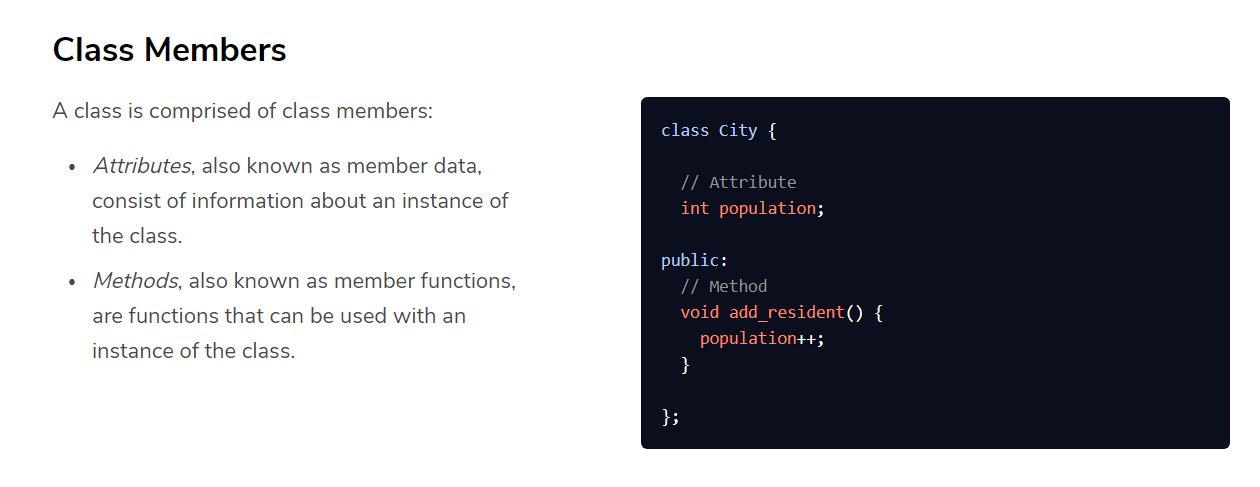 Class Members
A class is comprised of class members:
• Attributes, also known as member data,
consist of information about an instance of
the class.
• Methods, also known as member functions,
are functions that can be used with an
instance of the class.
class City {
// Attribute
int population;
public:
// Method
void add_resident() {
population++;
}
};